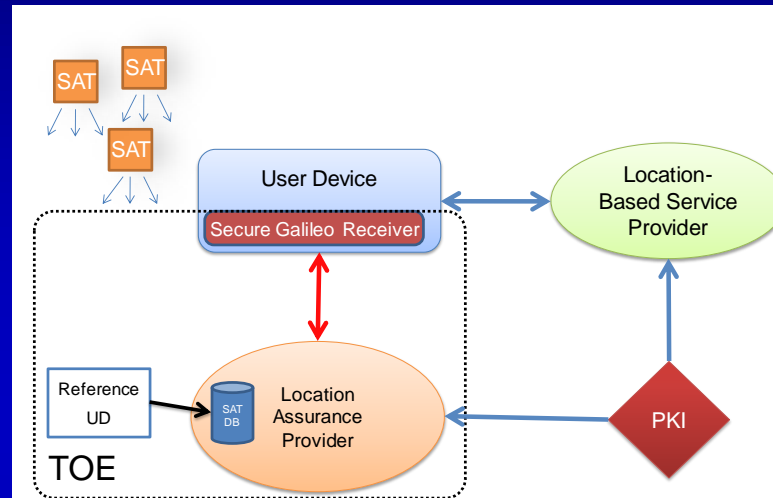 SAT
SAT
SAT
User Device
Secure Galileo Receiver
Location-
Based Service
Provider
Reference
UD
SAT
DB
Location
Assurance
Provider
PKI
TOE